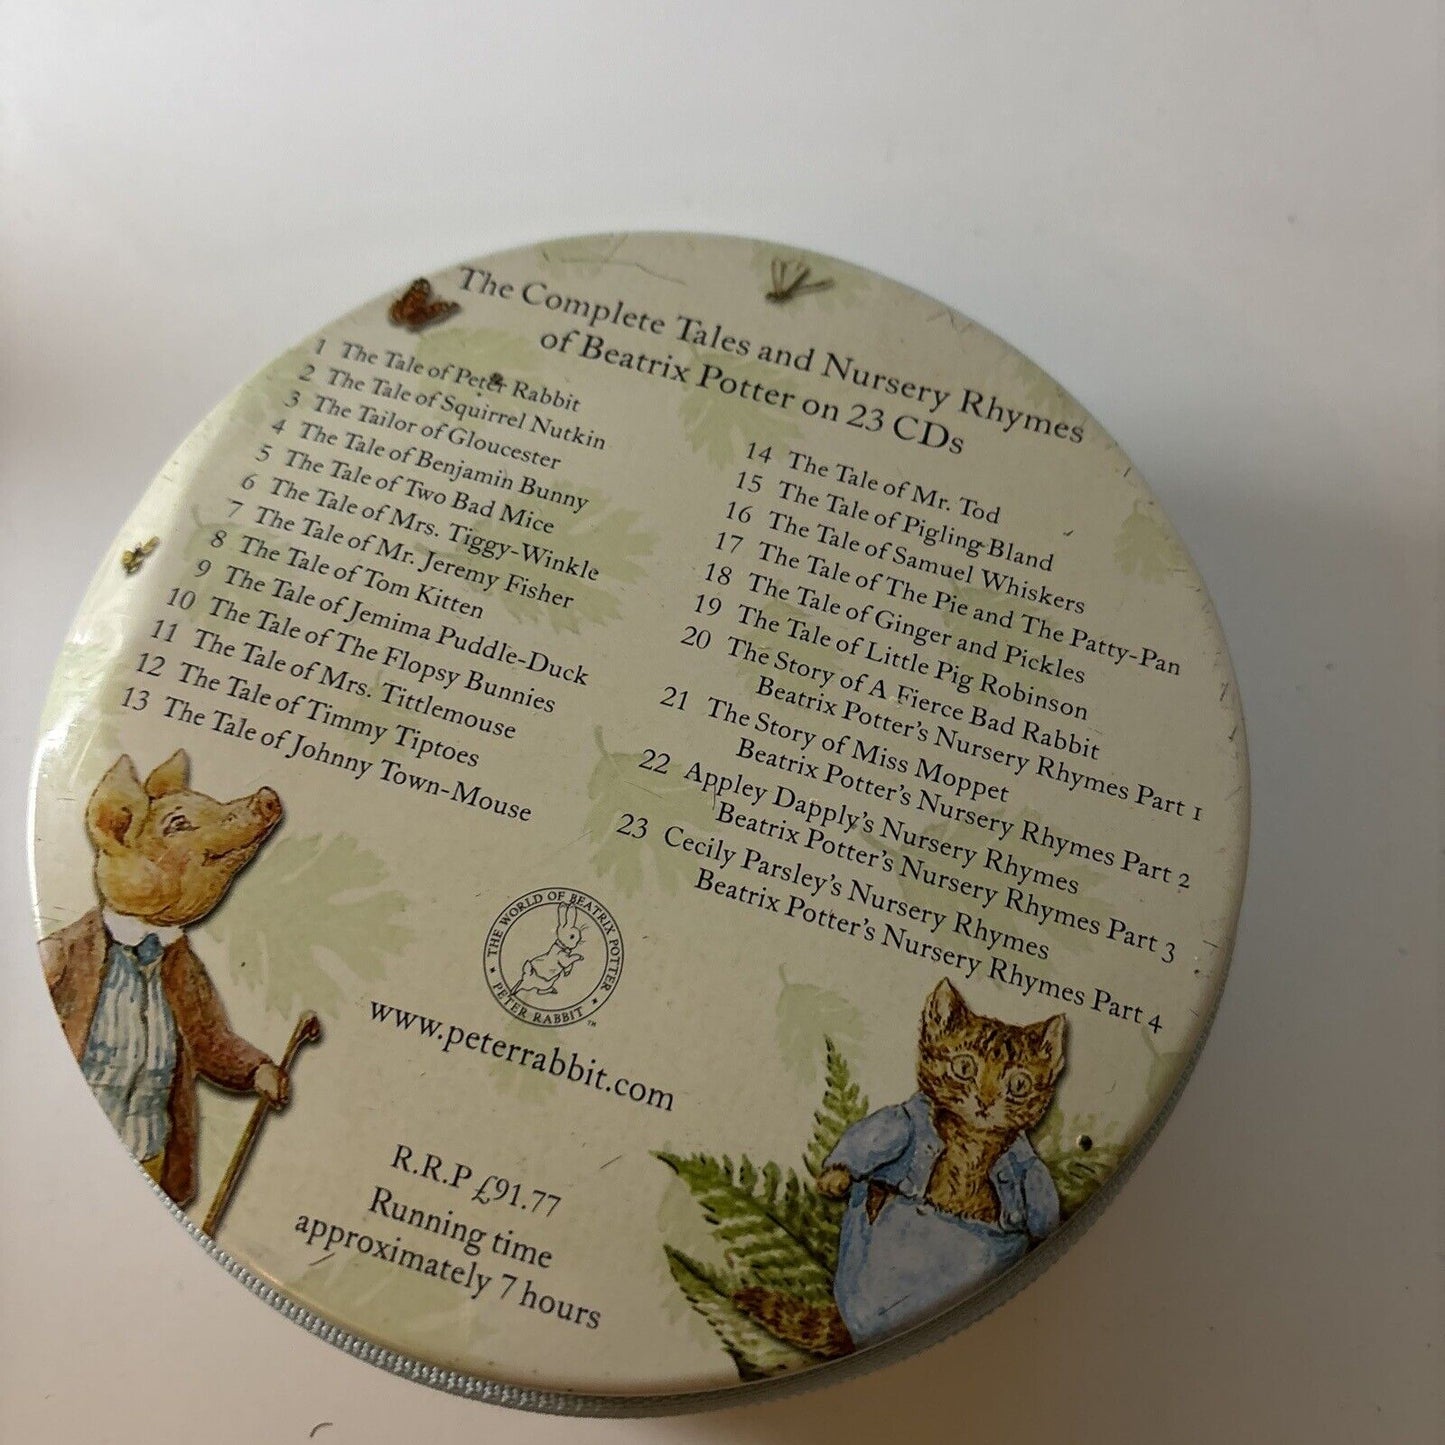 The Complete Tales and Nursery Rhymes
of Beatrix Potter on 23 CDs
1 The Tale of Peter Rabbit
2 The Tale of Squirrel Nutkin
3 The Tailor of Gloucester
4 The Tale of Benjamin Bunny
5 The Tale of Two Bad Mice
6 The Tale of Mrs. Tiggy-Winkle
7 The Tale of Mr. Jeremy Fisher
8 The Tale of Tom Kitten
9 The Tale of Jemima Puddle-Duck
10 The Tale of The Flopsy Bunnies
11 The Tale of Mrs. Tittlemouse
12 The Tale of Timmy Tiptoes
13 The Tale of Johnny Town-Mouse
14 The Tale of Mr. Tod
15 The Tale of Pigling-Bland
16 The Tale of Samuel Whiskers
17 The Tale of The Pie and The Patty-Pan
18 The Tale of Ginger and Pickles
19 The Tale of Little Pig Robinson
20 The Story of A Fierce Bad Rabbit
Beatrix Potter's Nursery Rhymes Part 1
21 The Story of Miss Moppet
Beatrix Potter's Nursery Rhymes Part 2
22 Appley Dapply's Nursery Rhymes
Beatrix Potter's Nursery Rhymes Part 3
23 Cecily Parsley's Nursery Rhymes
Beatrix Potter's Nursery Rhymes Part 4
THE WORLD OF BEATRIX POTTER
PETER RABBIT ™
www.peterrabbit.com
R.R.P £91.77
Running time
approximately 7 hours